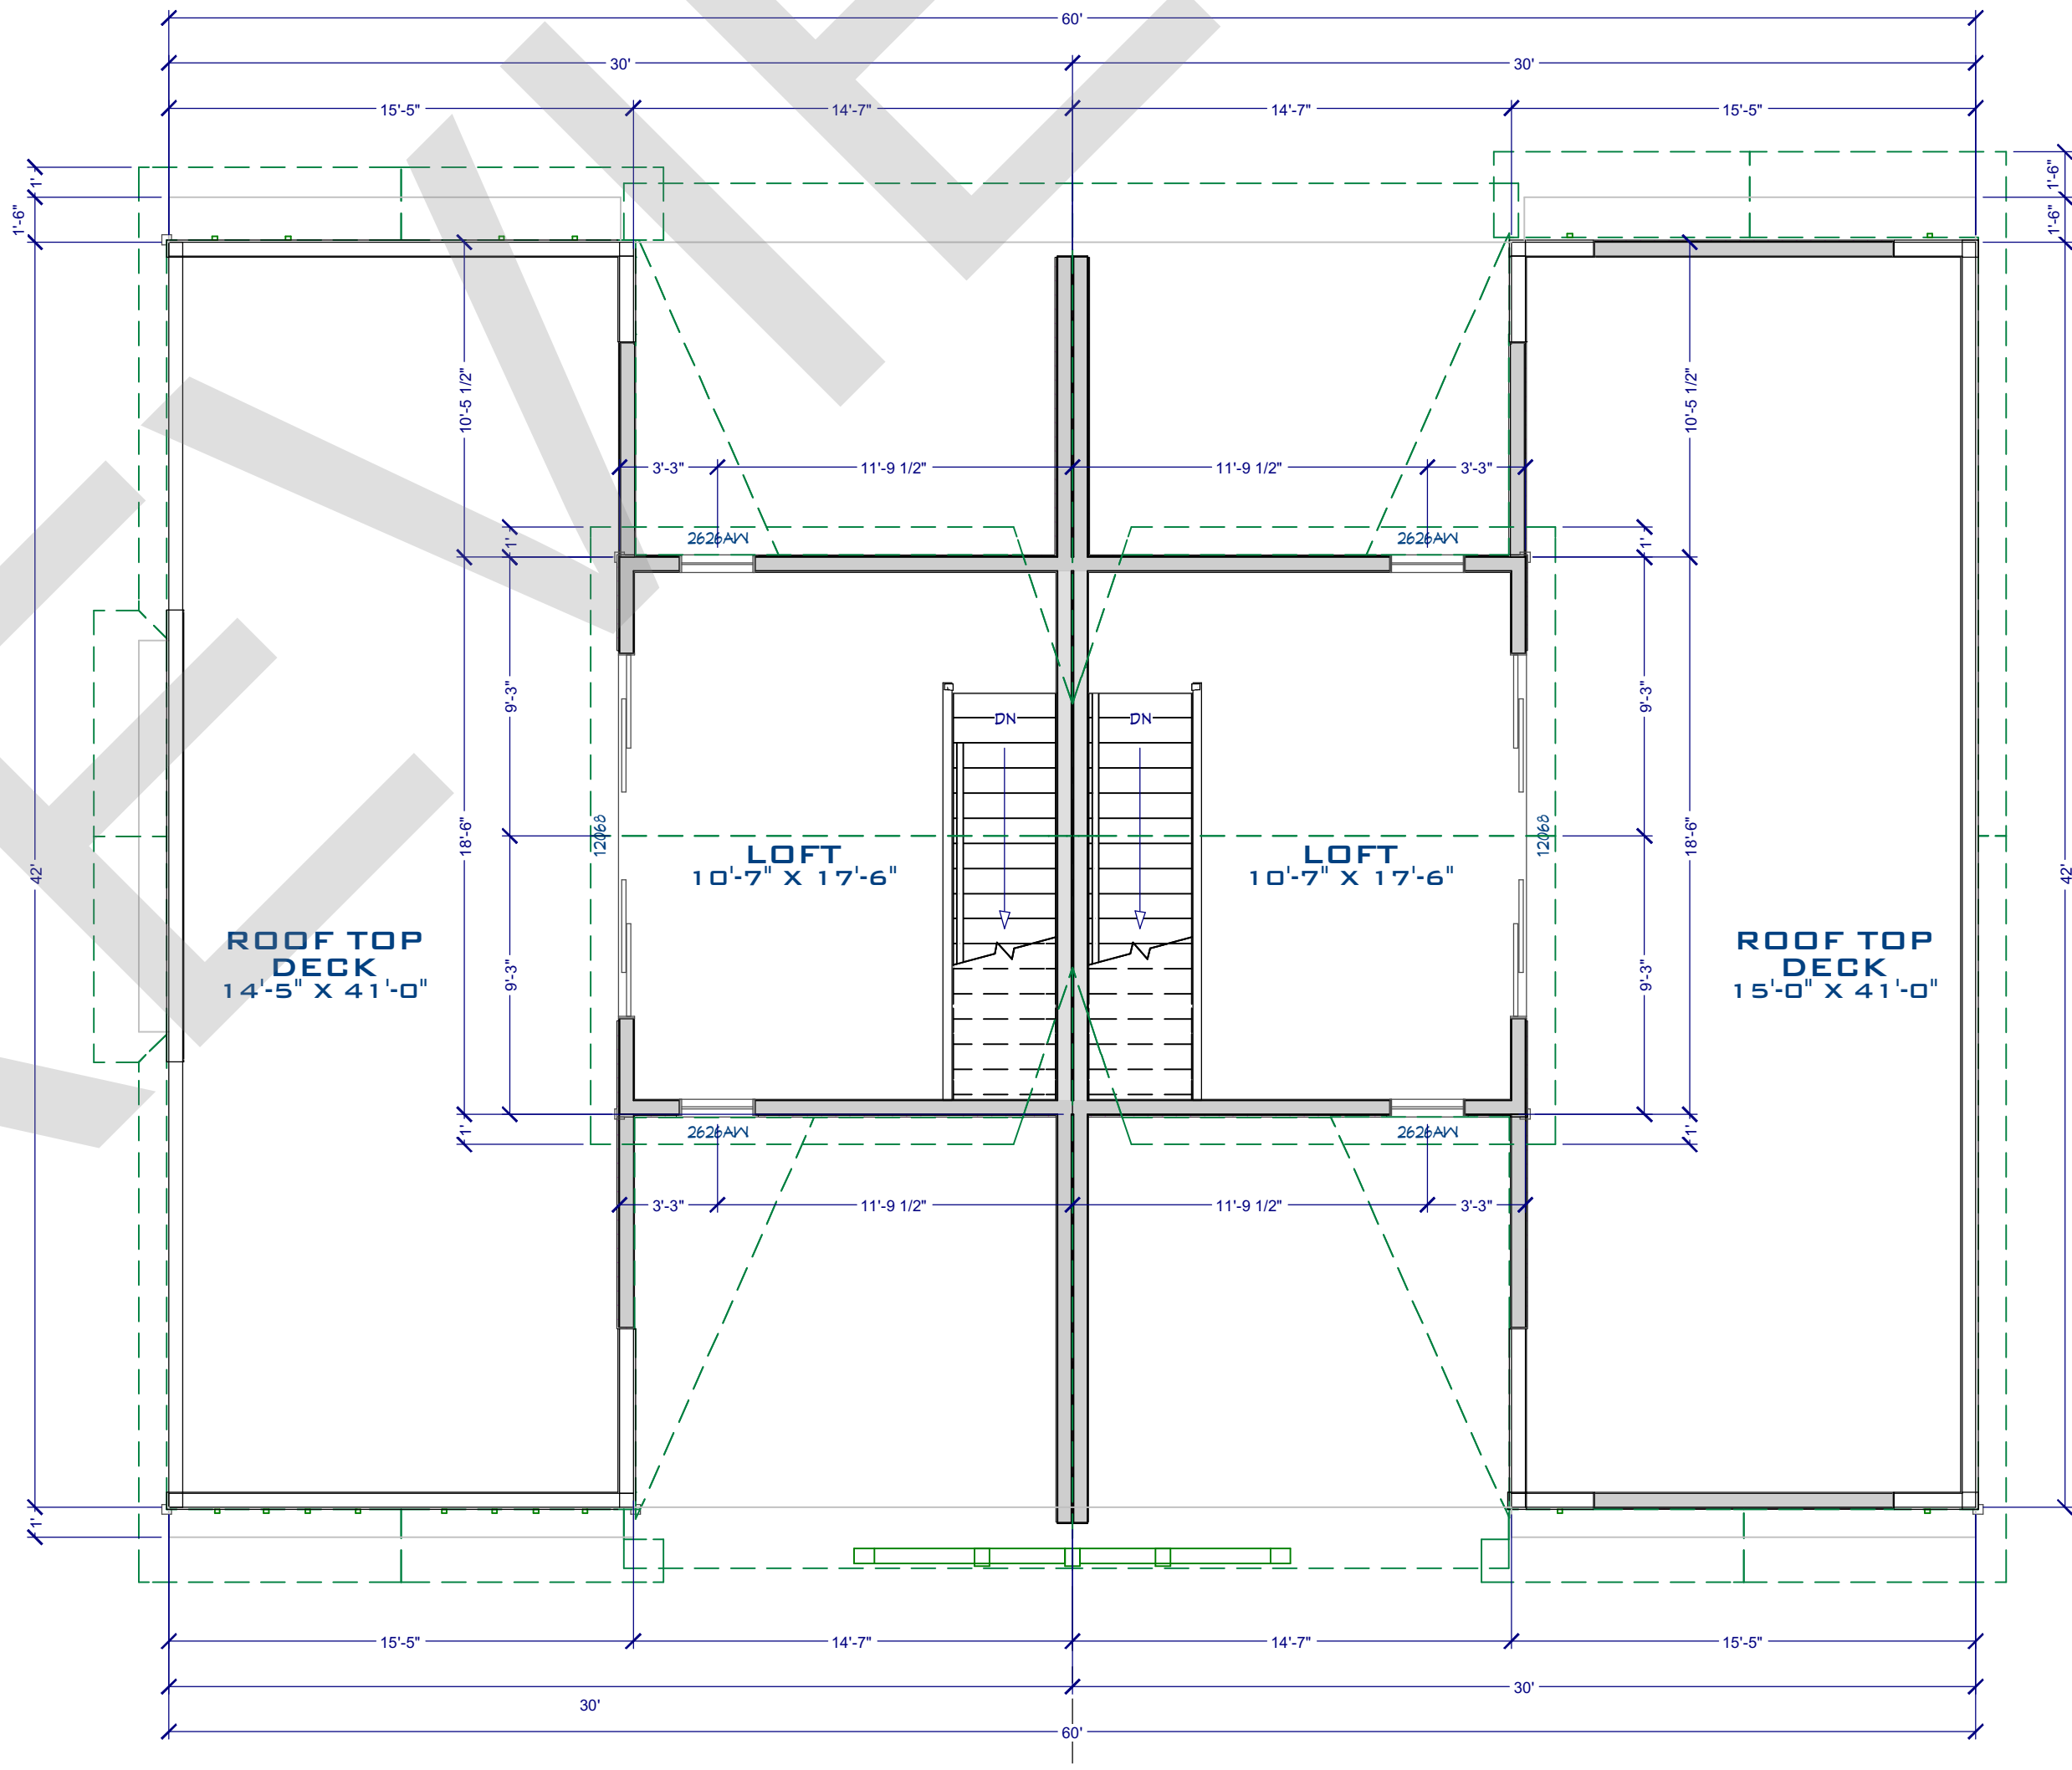 60'
30' 30'
15'-5" 14'-7" 14'-7" 15'-5"
1' 1'-6"
1'-6" 1'-6"
10'-5 1/2" 10'-5 1/2"
3'-3" 11'-9 1/2" 11'-9 1/2" 3'-3"
1' 2626AW 2626AW 1'
9'-3" 9'-3"
DN DN
42' 18'-6" 12068 12068 18'-6" 42'
LOFT
10'-7" X 17'-6"
LOFT
10'-7" X 17'-6"
ROOF TOP
DECK
14'-5" X 41'-0"
ROOF TOP
DECK
15'-0" X 41'-0"
9'-3" 9'-3"
1' 2626AW 2626AW 1'
3'-3" 11'-9 1/2" 11'-9 1/2" 3'-3"
1'
15'-5" 14'-7" 14'-7" 15'-5"
30' 30'
60'